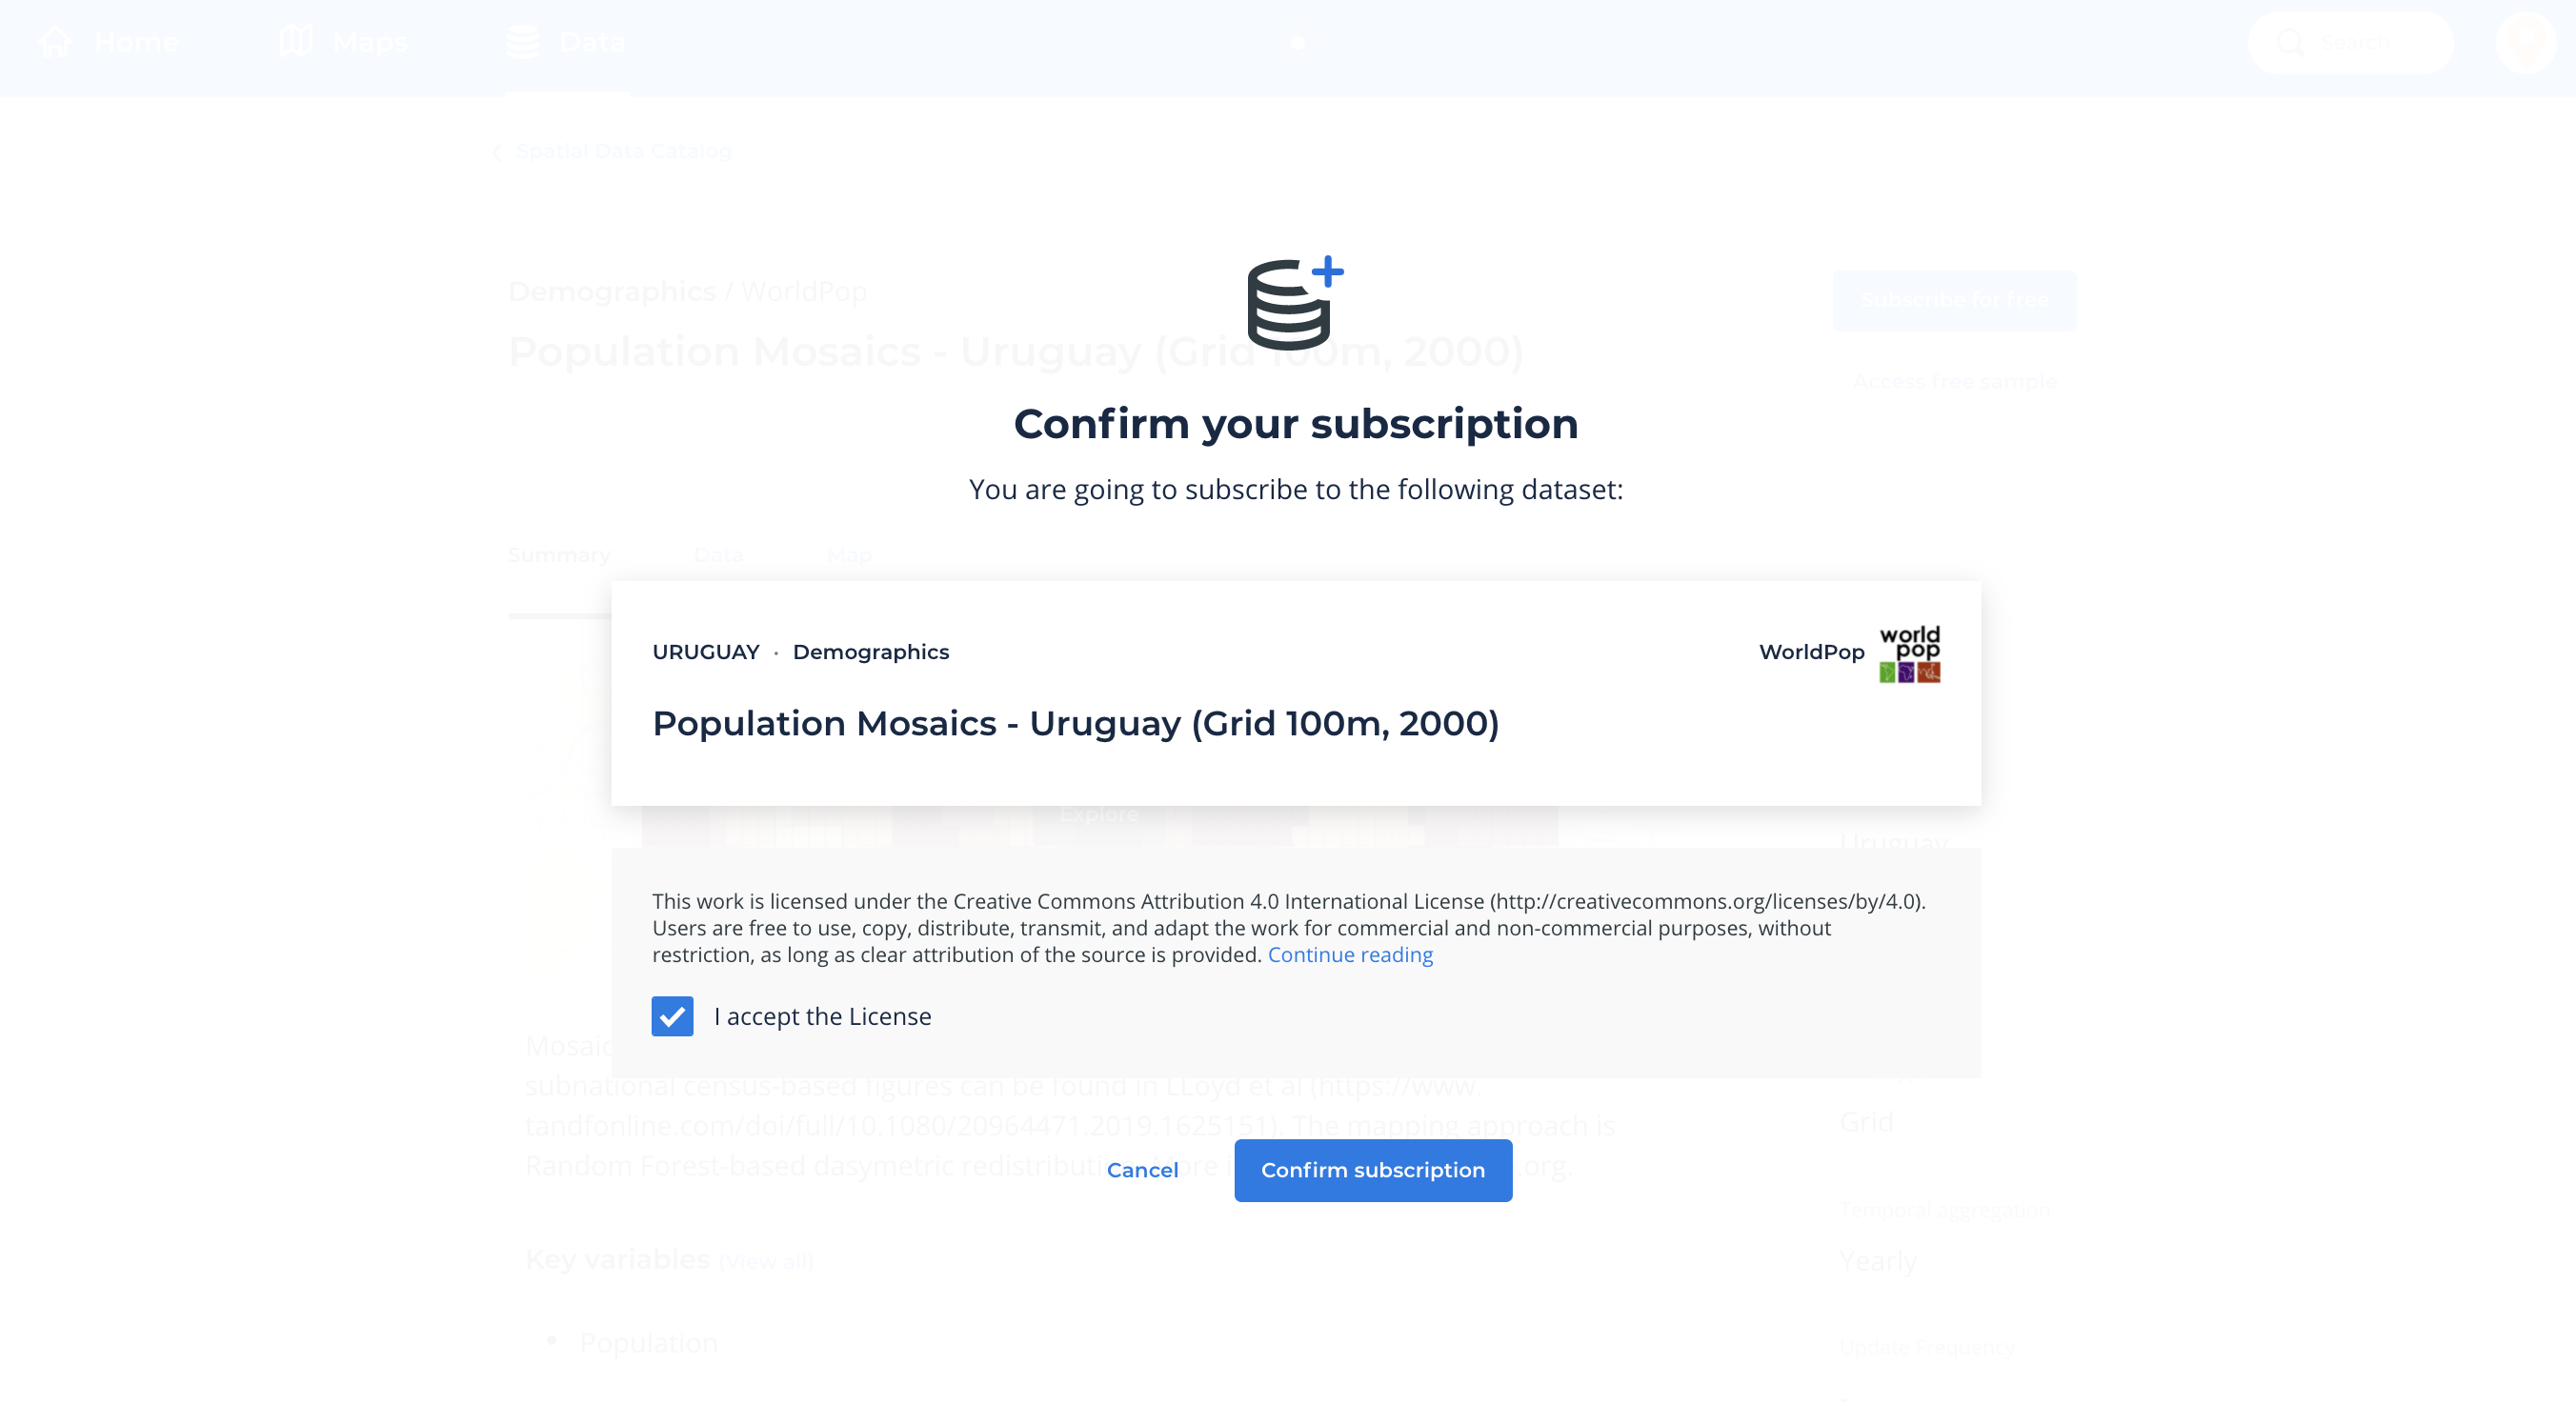 Home
Maps
Data
Search
Spatial Data Catalog
Demographics / WorldPop
Subscribe for free
Population Mosaics - Uruguay (Grid 100m, 2000)
Access free sample
Confirm your subscription
You are going to subscribe to the following dataset:
Summary
Data
Map
URUGUAY · Demographics
WorldPop
world
pop
Population Mosaics - Uruguay (Grid 100m, 2000)
Explore
Uruguay
This work is licensed under the Creative Commons Attribution 4.0 International License (http://creativecommons.org/licenses/by/4.0).
Users are free to use, copy, distribute, transmit, and adapt the work for commercial and non-commercial purposes, without
restriction, as long as clear attribution of the source is provided. Continue reading
I accept the License
subnational census-based figures can be found in LLoyd et al (https://www.
tandfonline.com/doi/full/10.1080/20964471.2019.1625151). The mapping approach is
Grid
Random Forest-based dasymetric More org.
Cancel
Confirm subscription
Temporal aggregation
Key variables (View all)
Yearly
Population
Update Frequency